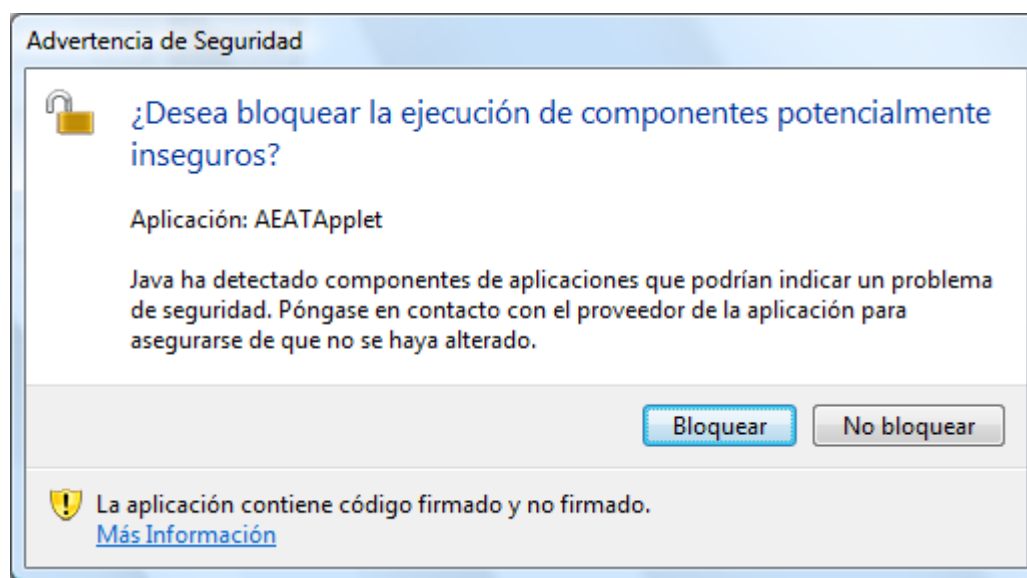 Advertencia de Seguridad
¿Desea bloquear la ejecución de componentes potencialmente
inseguros?
Aplicación: AEATApplet
Java ha detectado componentes de aplicaciones que podrían indicar un problema
de seguridad. Póngase en contacto con el proveedor de la aplicación para
asegurarse de que no se haya alterado.
Bloquear
No bloquear
La aplicación contiene código firmado y no firmado.
Más Información